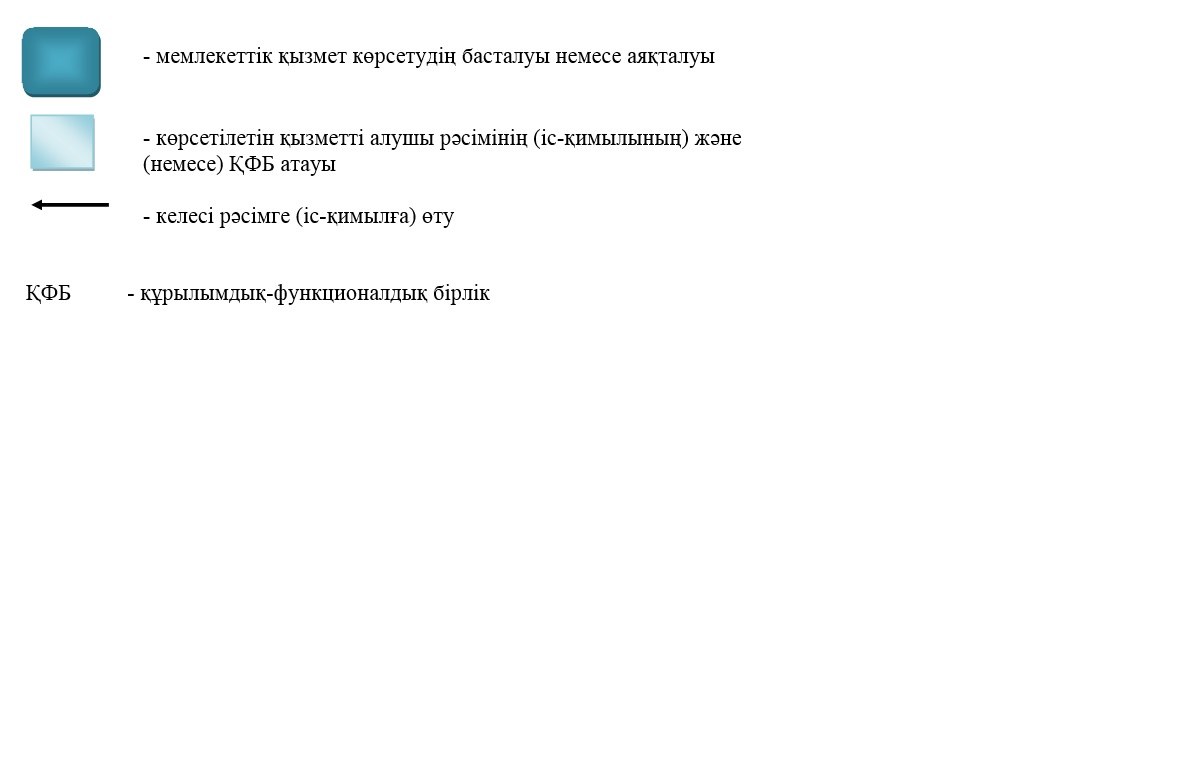 - мемлекеттік қызмет көрсетудің басталуы немесе аяқталуы
- көрсетілетін қызметті алушы рәсімінің (іс-қимылының) және
(немесе) ҚФБ атауы
- келесі рәсімге (іс-қимылға) өту
ҚФБ - құрылымдық-функционалдық бірлік